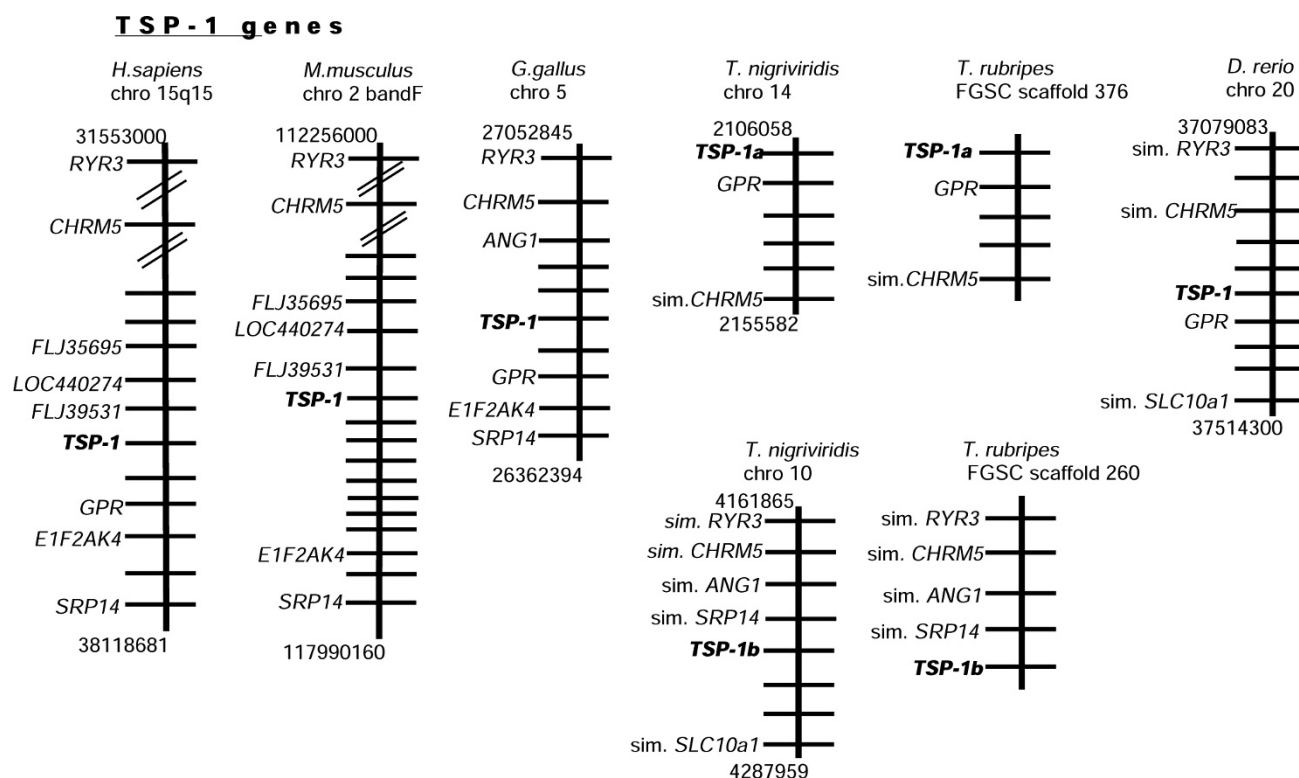 TSP-1 genes
H.sapiens
chro 15q15
31553000
RYR3
CHRM5
FLJ35695
LOC440274
FLJ39531
TSP-1
GPR
E1F2AK4
SRP14
38118681
M.musculus
chro 2 bandF
112256000
RYR3
CHRM5
FLJ35695
LOC440274
FLJ39531
TSP-1
E1F2AK4
SRP14
117990160
G.gallus
chro 5
27052845
RYR3
CHRM5
ANG1
TSP-1
GPR
E1F2AK4
SRP14
26362394
T. nigriviridis
chro 14
2106058
TSP-1a
GPR
sim.CHRM5
2155582
T. rubripes
FGSC scaffold 376
TSP-1a
GPR
sim.CHRM5
D. rerio
chro 20
37079083
sim. RYR3
sim. CHRM5
TSP-1
GPR
sim. SLC10a1
37514300
T. nigriviridis
chro 10
4161865
sim. RYR3
sim. CHRM5
sim. ANG1
sim. SRP14
TSP-1b
sim. SLC10a1
4287959
T. rubripes
FGSC scaffold 260
sim. RYR3
sim. CHRM5
sim. ANG1
sim. SRP14
TSP-1b